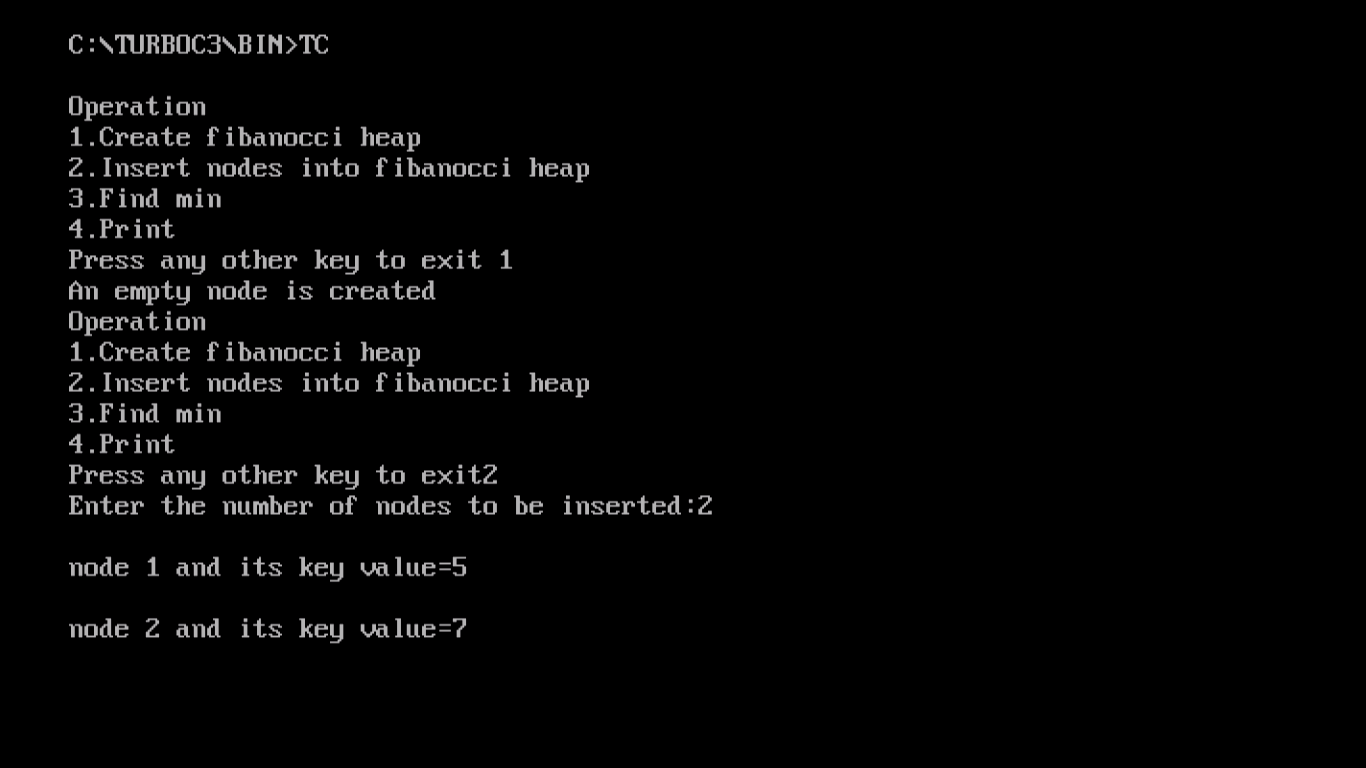 C:\TURBOC3\BIN>TC
Operation
1.Create fibanocci heap
2.Insert nodes into fibanocci heap
3.Find min
4.Print
Press any other key to exit 1
An empty node is created
Operation
1.Create fibanocci heap
2.Insert nodes into fibanocci heap
3.Find min
4.Print
Press any other key to exit2
Enter the number of nodes to be inserted:2
node 1 and its key value=5
node 2 and its key value=7